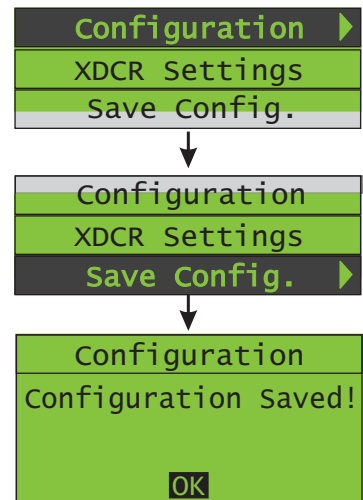 Configuration
XDCR Settings
Save Config.
Configuration
XDCR Settings
Save Config.
Configuration
Configuration Saved!
OK